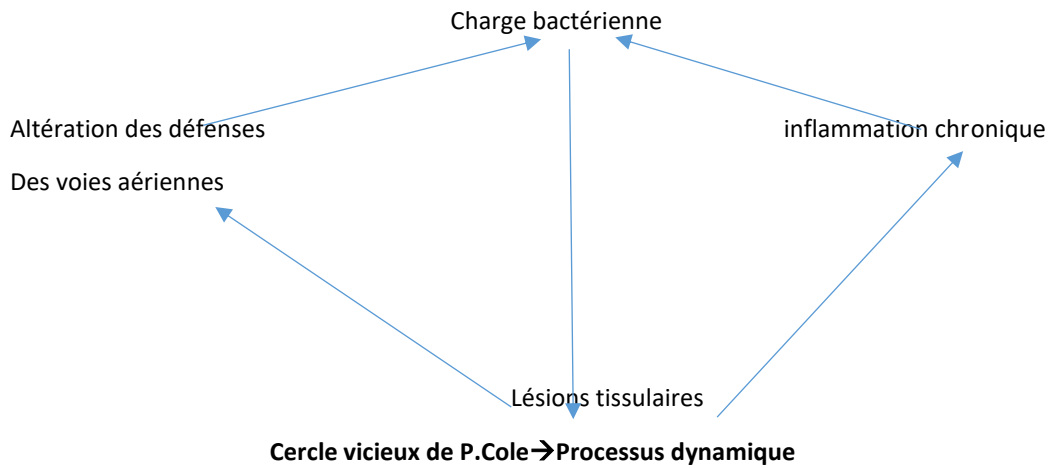 Charge bactérienne
Altération des défenses
inflammation chronique
Des voies aériennes
Lésions tissulaires
Cercle vicieux de P.Cole→Processus dynamique